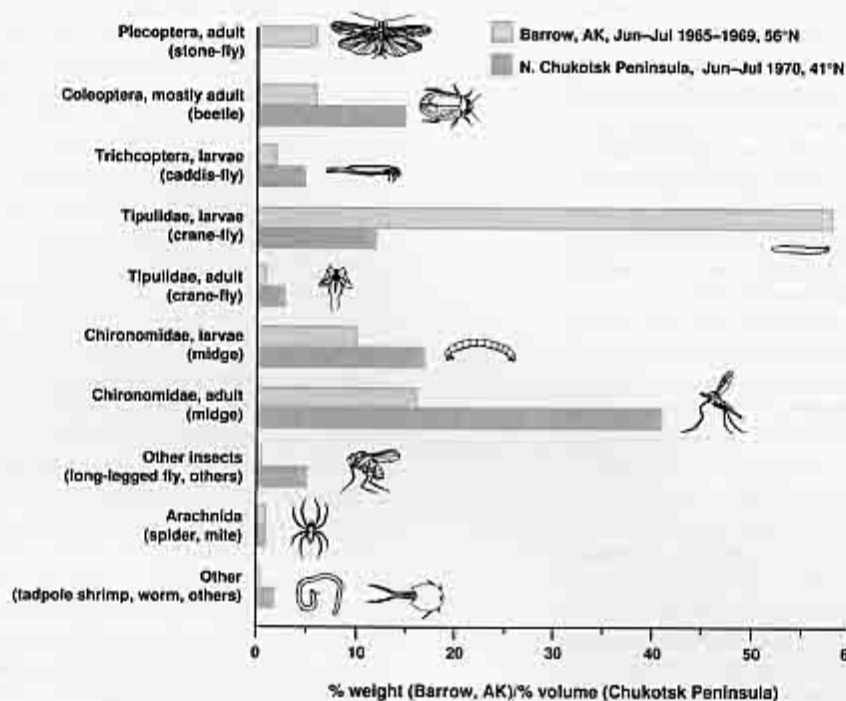 Plecoptera, adult
(stone-fly)
Barrow, AK, Jun–Jul 1965–1969, 56°N
N. Chukotsk Peninsula, Jun–Jul 1970, 41°N
Coleoptera, mostly adult
(beetle)
Trichcoptera, larvae
(caddis-fly)
Tipulidae, larvae
(crane-fly)
Tipulidae, adult
(crane-fly)
Chironomidae, larvae
(midge)
Chironomidae, adult
(midge)
Other insects
(long-legged fly, others)
Arachnida
(spider, mite)
Other
(tadpole shrimp, worm, others)
0 10 20 30 40 50
% weight (Barrow, AK)/% volume (Chukotsk Peninsula)